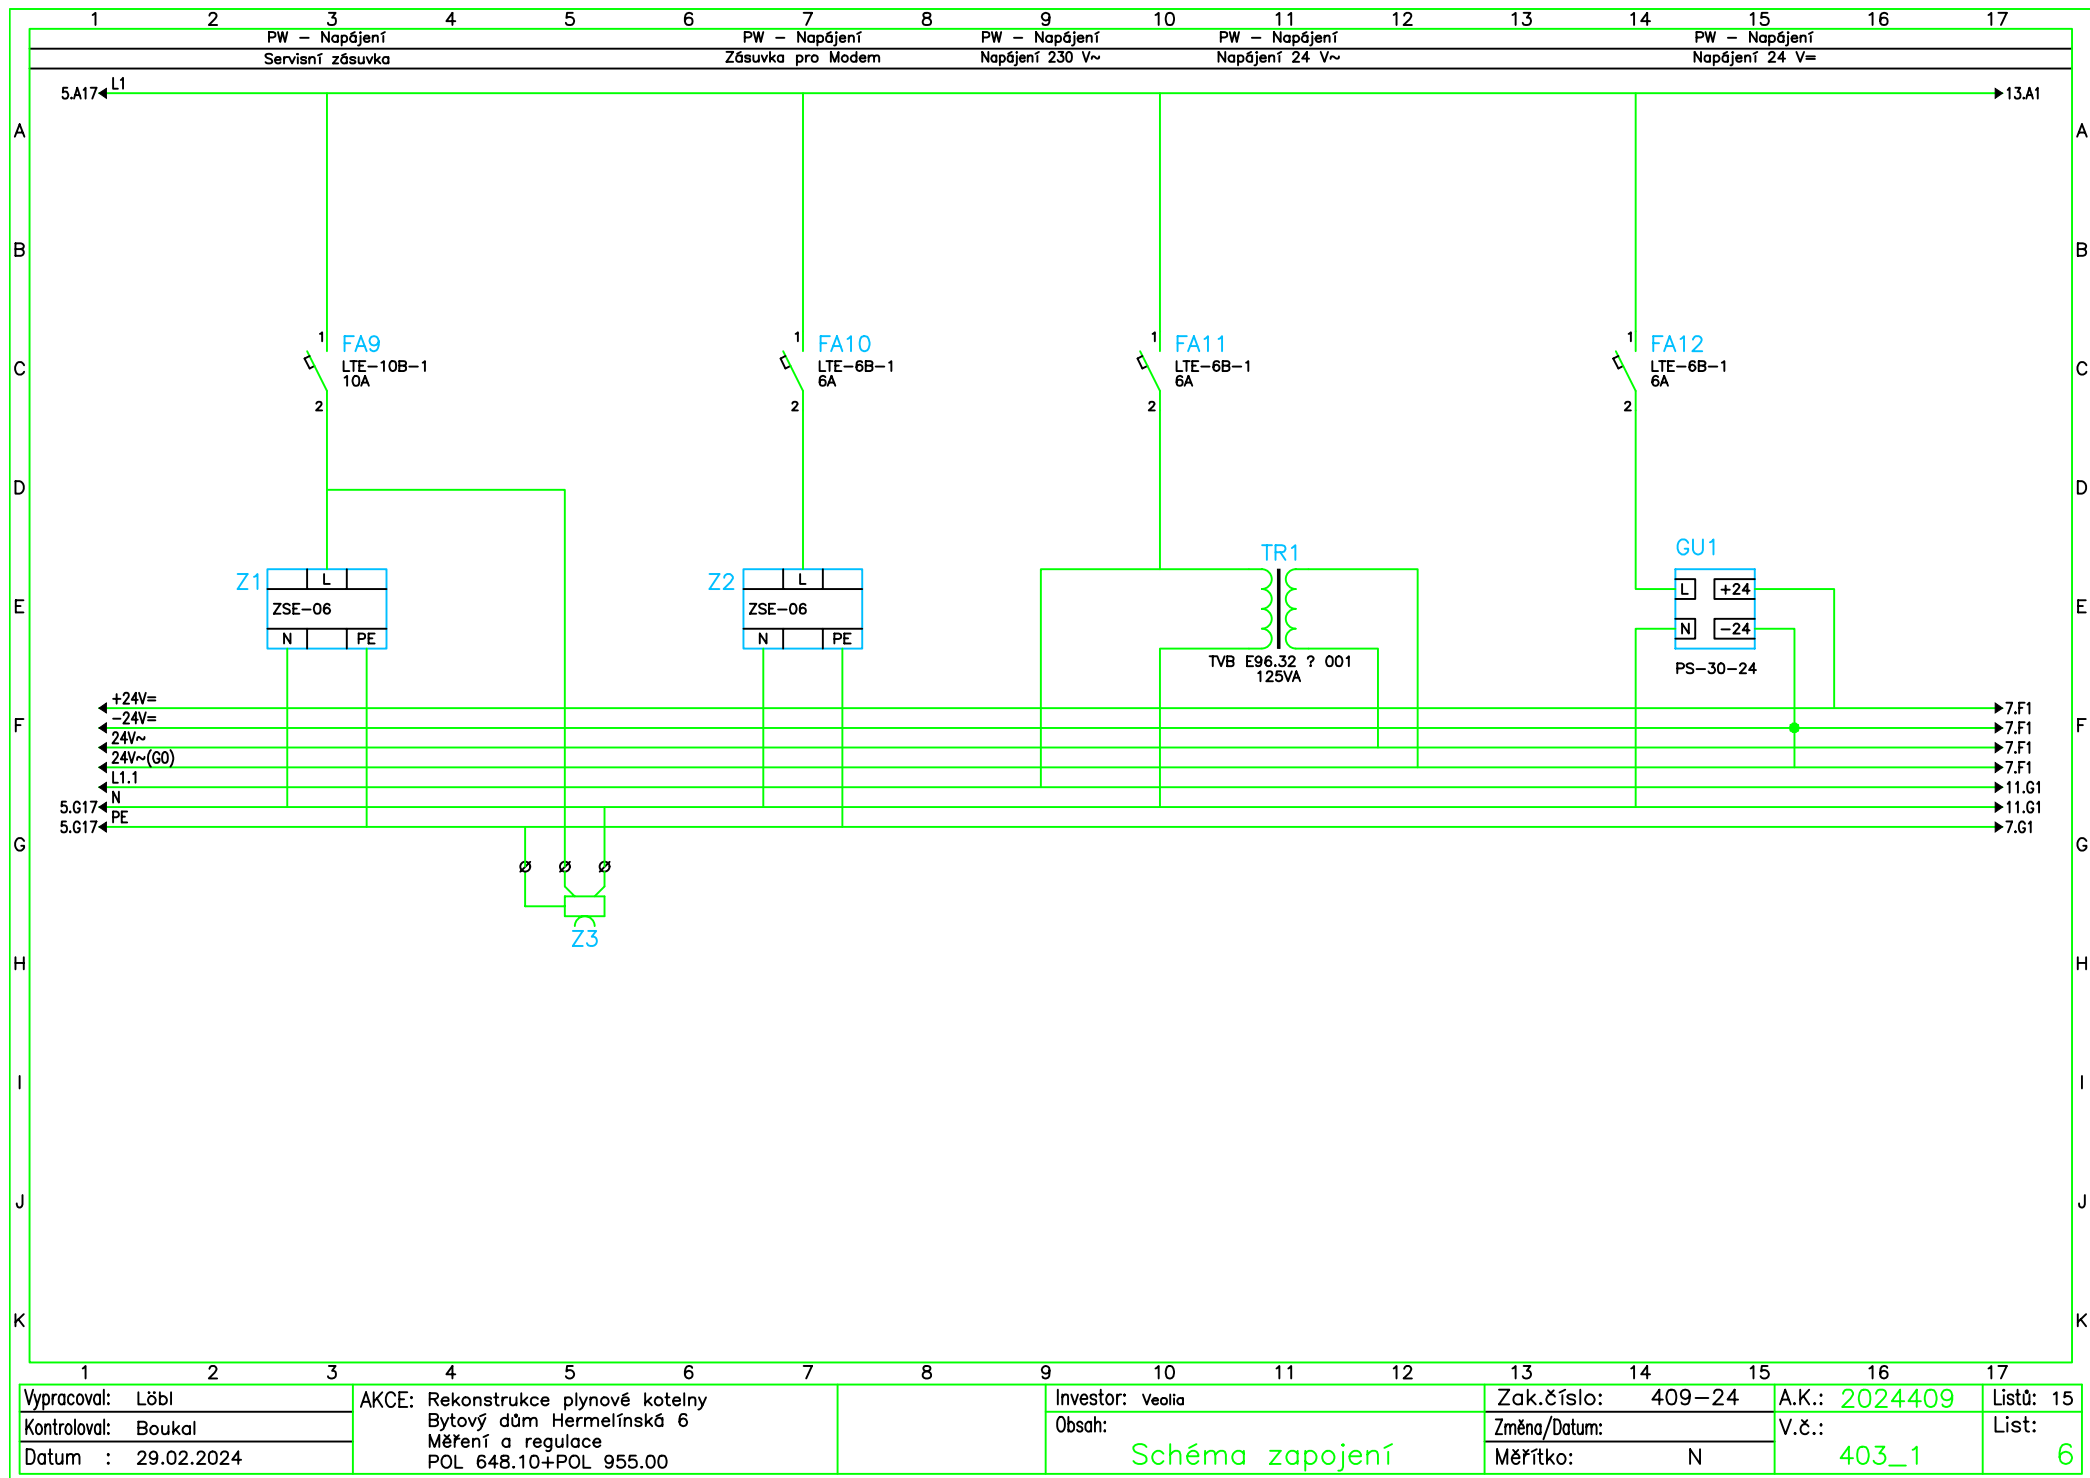 1 2 3 4 5 6 7 8 9 10 11 12 13 14 15 16 17
PW – Napájení PW – Napájení PW – Napájení PW – Napájení PW – Napájení
Servisní zásuvka Zásuvka pro Modem Napájení 230 V~ Napájení 24 V~ Napájení 24 V=
L1
5.A17 13.A1
A A
B B
1 FA9 1 FA10 1 FA11 1 FA12
C LTE–10B–1 LTE–6B–1 LTE–6B–1 LTE–6B–1 C
10A 6A 6A 6A
2 2 2 2
D D
TR1 GU1
Z1 L Z2 L
L +24
E ZSE–06 ZSE–06 E
N PE N PE N –24
TVB E96.32 ? 001 PS–30–24
125VA
+24V= 7.F1
F –24V= 7.F1 F
24V~ 7.F1
24V~(G0) 7.F1
L1.1 11.G1
5.G17 N 11.G1
5.G17 PE 7.G1
G G
Ø Ø Ø
Z3
H H
I I
J J
K K
1 2 3 4 5 6 7 8 9 10 11 12 13 14 15 16 17
Vypracoval: Löbl
Kontroloval: Boukal
Datum : 29.02.2024
AKCE: Rekonstrukce plynové kotelny
Bytový dům Hermelínská 6
Měření a regulace
POL 648.10+POL 955.00
Investor: Veolia
Obsah:
Schéma zapojení
Zak.číslo: 409–24
Změna/Datum:
Měřítko: N
A.K.: 2024409
V.č.:
403_1
Listů: 15
List:
6